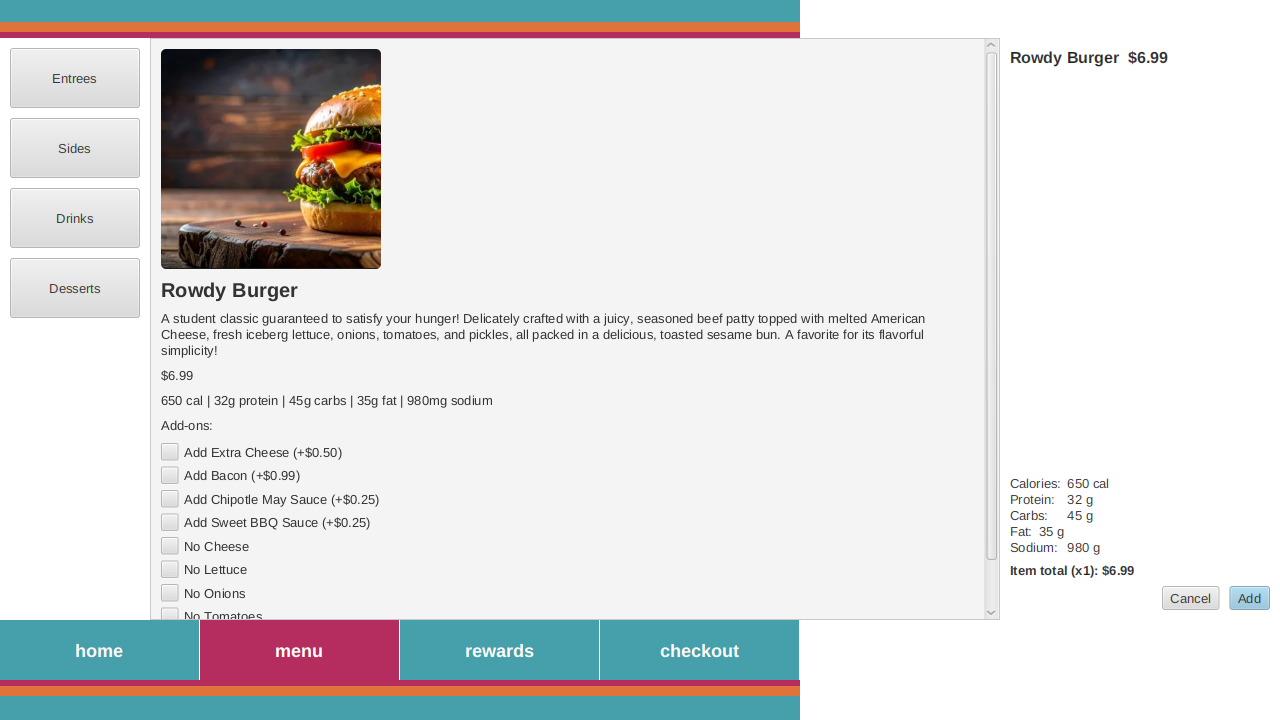 Entrees
Sides
Drinks
Desserts
Rowdy Burger
A student classic guaranteed to satisfy your hunger! Delicately crafted with a juicy, seasoned beef patty topped with melted American
Cheese, fresh iceberg lettuce, onions, tomatoes, and pickles, all packed in a delicious, toasted sesame bun. A favorite for its flavorful
simplicity!
$6.99
650 cal | 32g protein | 45g carbs | 35g fat | 980mg sodium
Add-ons:
Add Extra Cheese (+$0.50)
Add Bacon (+$0.99)
Add Chipotle May Sauce (+$0.25)
Add Sweet BBQ Sauce (+$0.25)
No Cheese
No Lettuce
No Onions
No Tomatoes
Rowdy Burger $6.99
Calories: 650 cal
Protein: 32 g
Carbs: 45 g
Fat: 35 g
Sodium: 980 g
Item total (x1): $6.99
Cancel
Add
home
menu
rewards
checkout